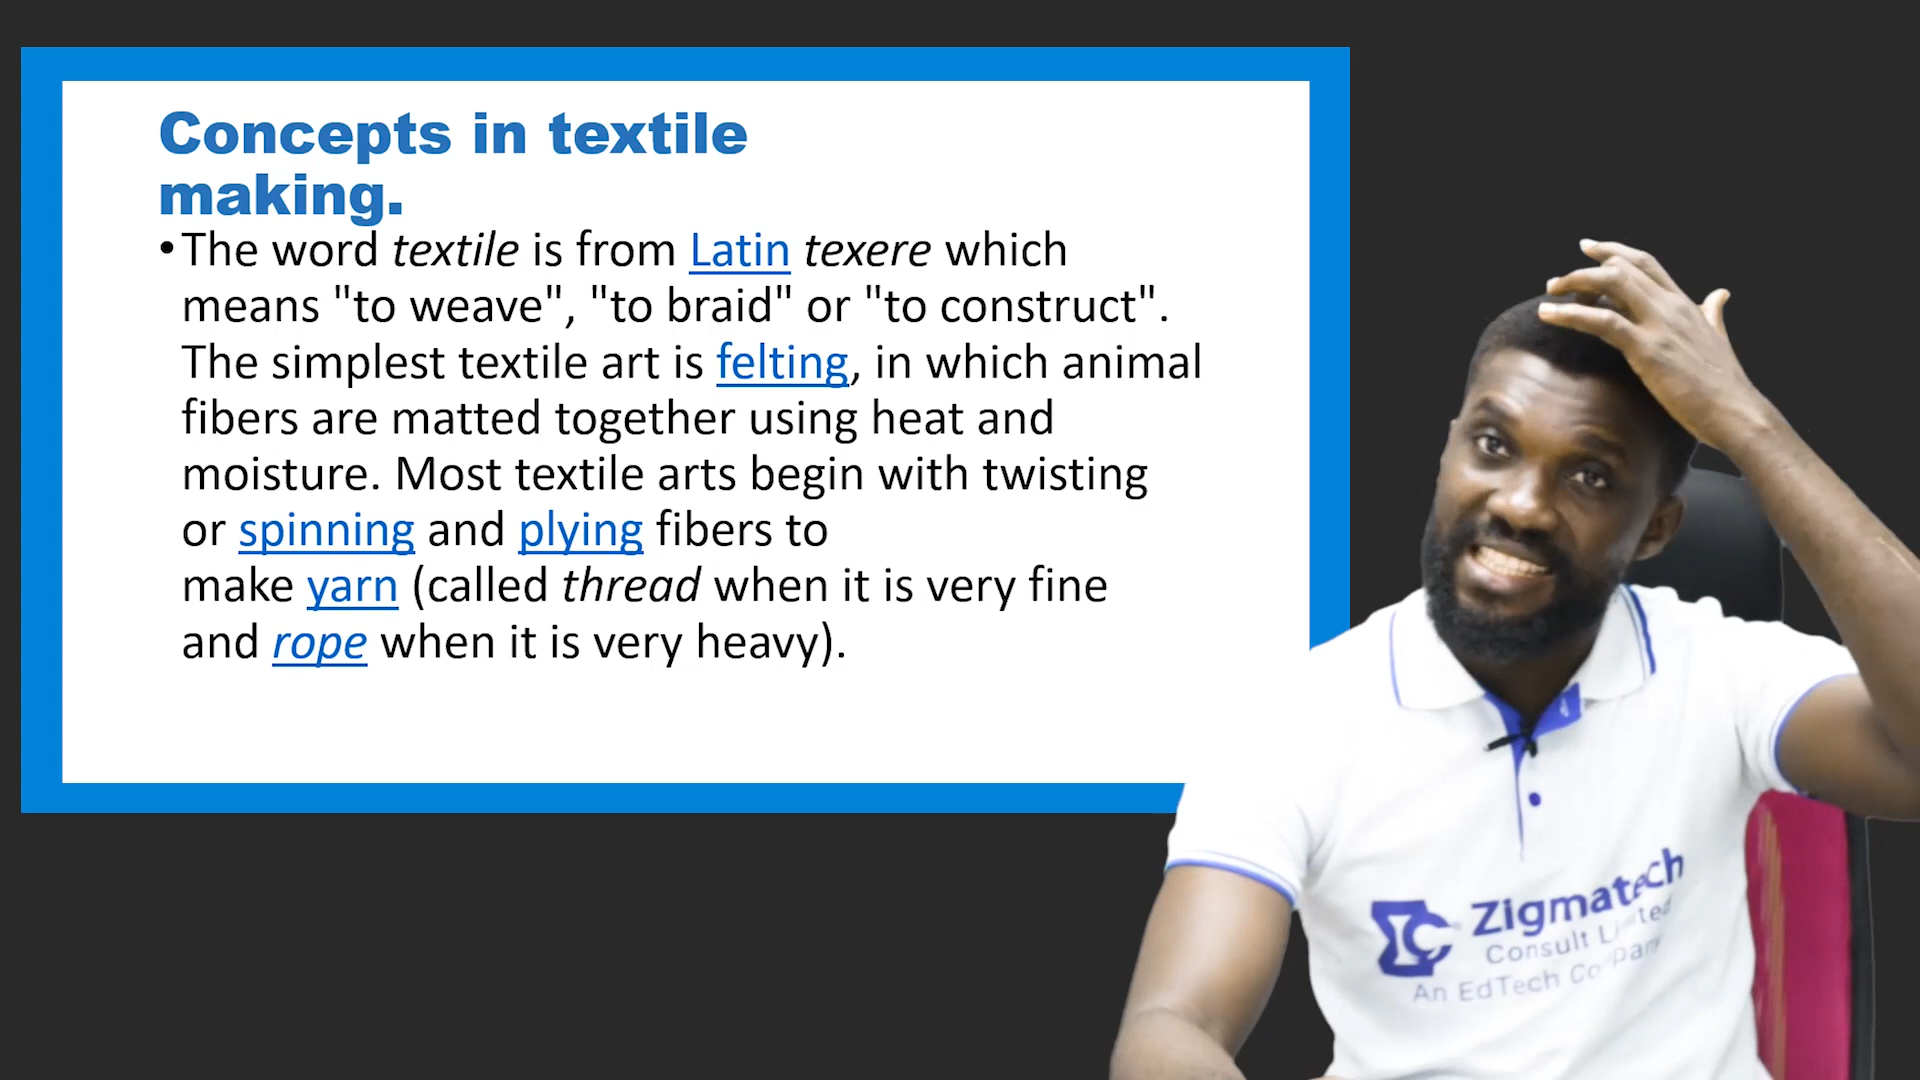 Concepts in textile
making.
•The word textile is from Latin texere which
means "to weave", "to braid" or "to construct".
The simplest textile art is felting, in which animal
fibers are matted together using heat and
moisture. Most textile arts begin with twisting
or spinning and plying fibers to
make yarn (called thread when it is very fine
and rope when it is very heavy).
Zigmatech
Consult Limited
An EdTech Company